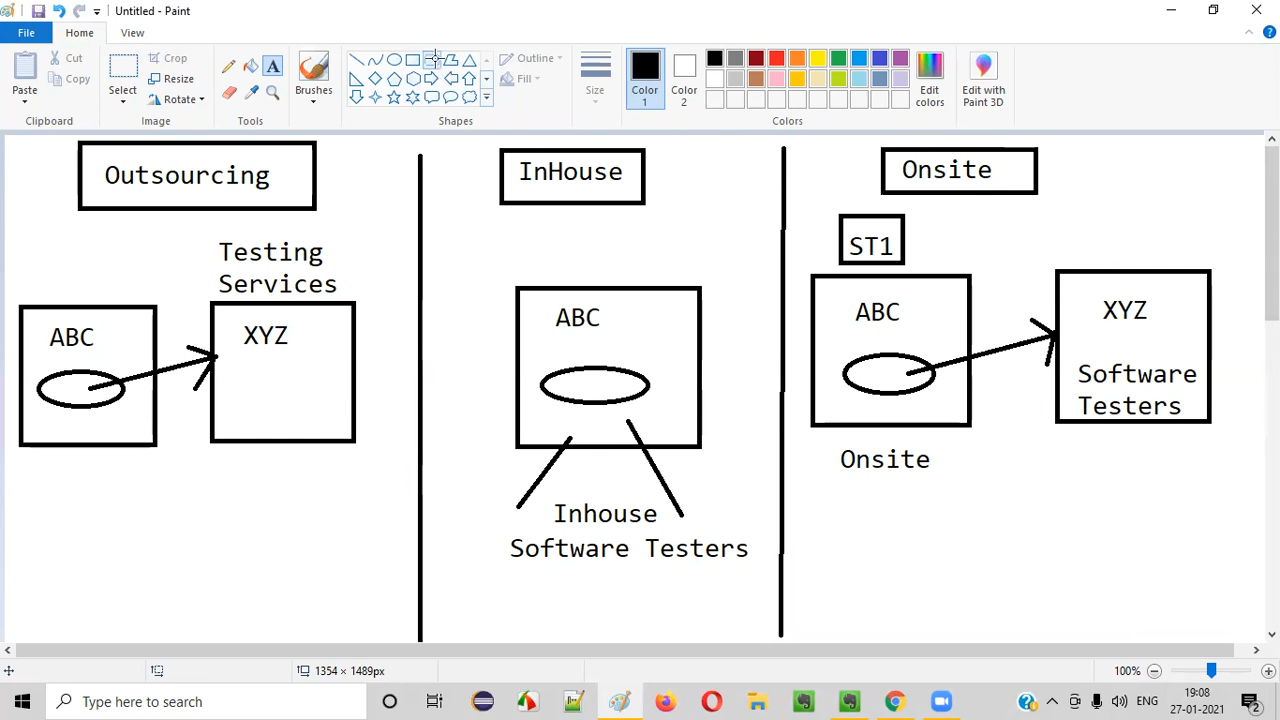 Untitled - Paint
File
Home
View
Paste
Cut
Copy
Clipboard
Select
Crop
Resize
Rotate
Image
A
Tools
Brushes
Outline
Fill
Shapes
Size
Color 1
Color 2
Edit colors
Colors
Edit with Paint 3D
Outsourcing
Testing
Services
ABC
XYZ
InHouse
ABC
Inhouse
Software Testers
Onsite
ST1
ABC
XYZ
Software
Testers
Onsite
1354 × 1489px
100%
Type here to search
ENG
19:08
27-01-2021
2